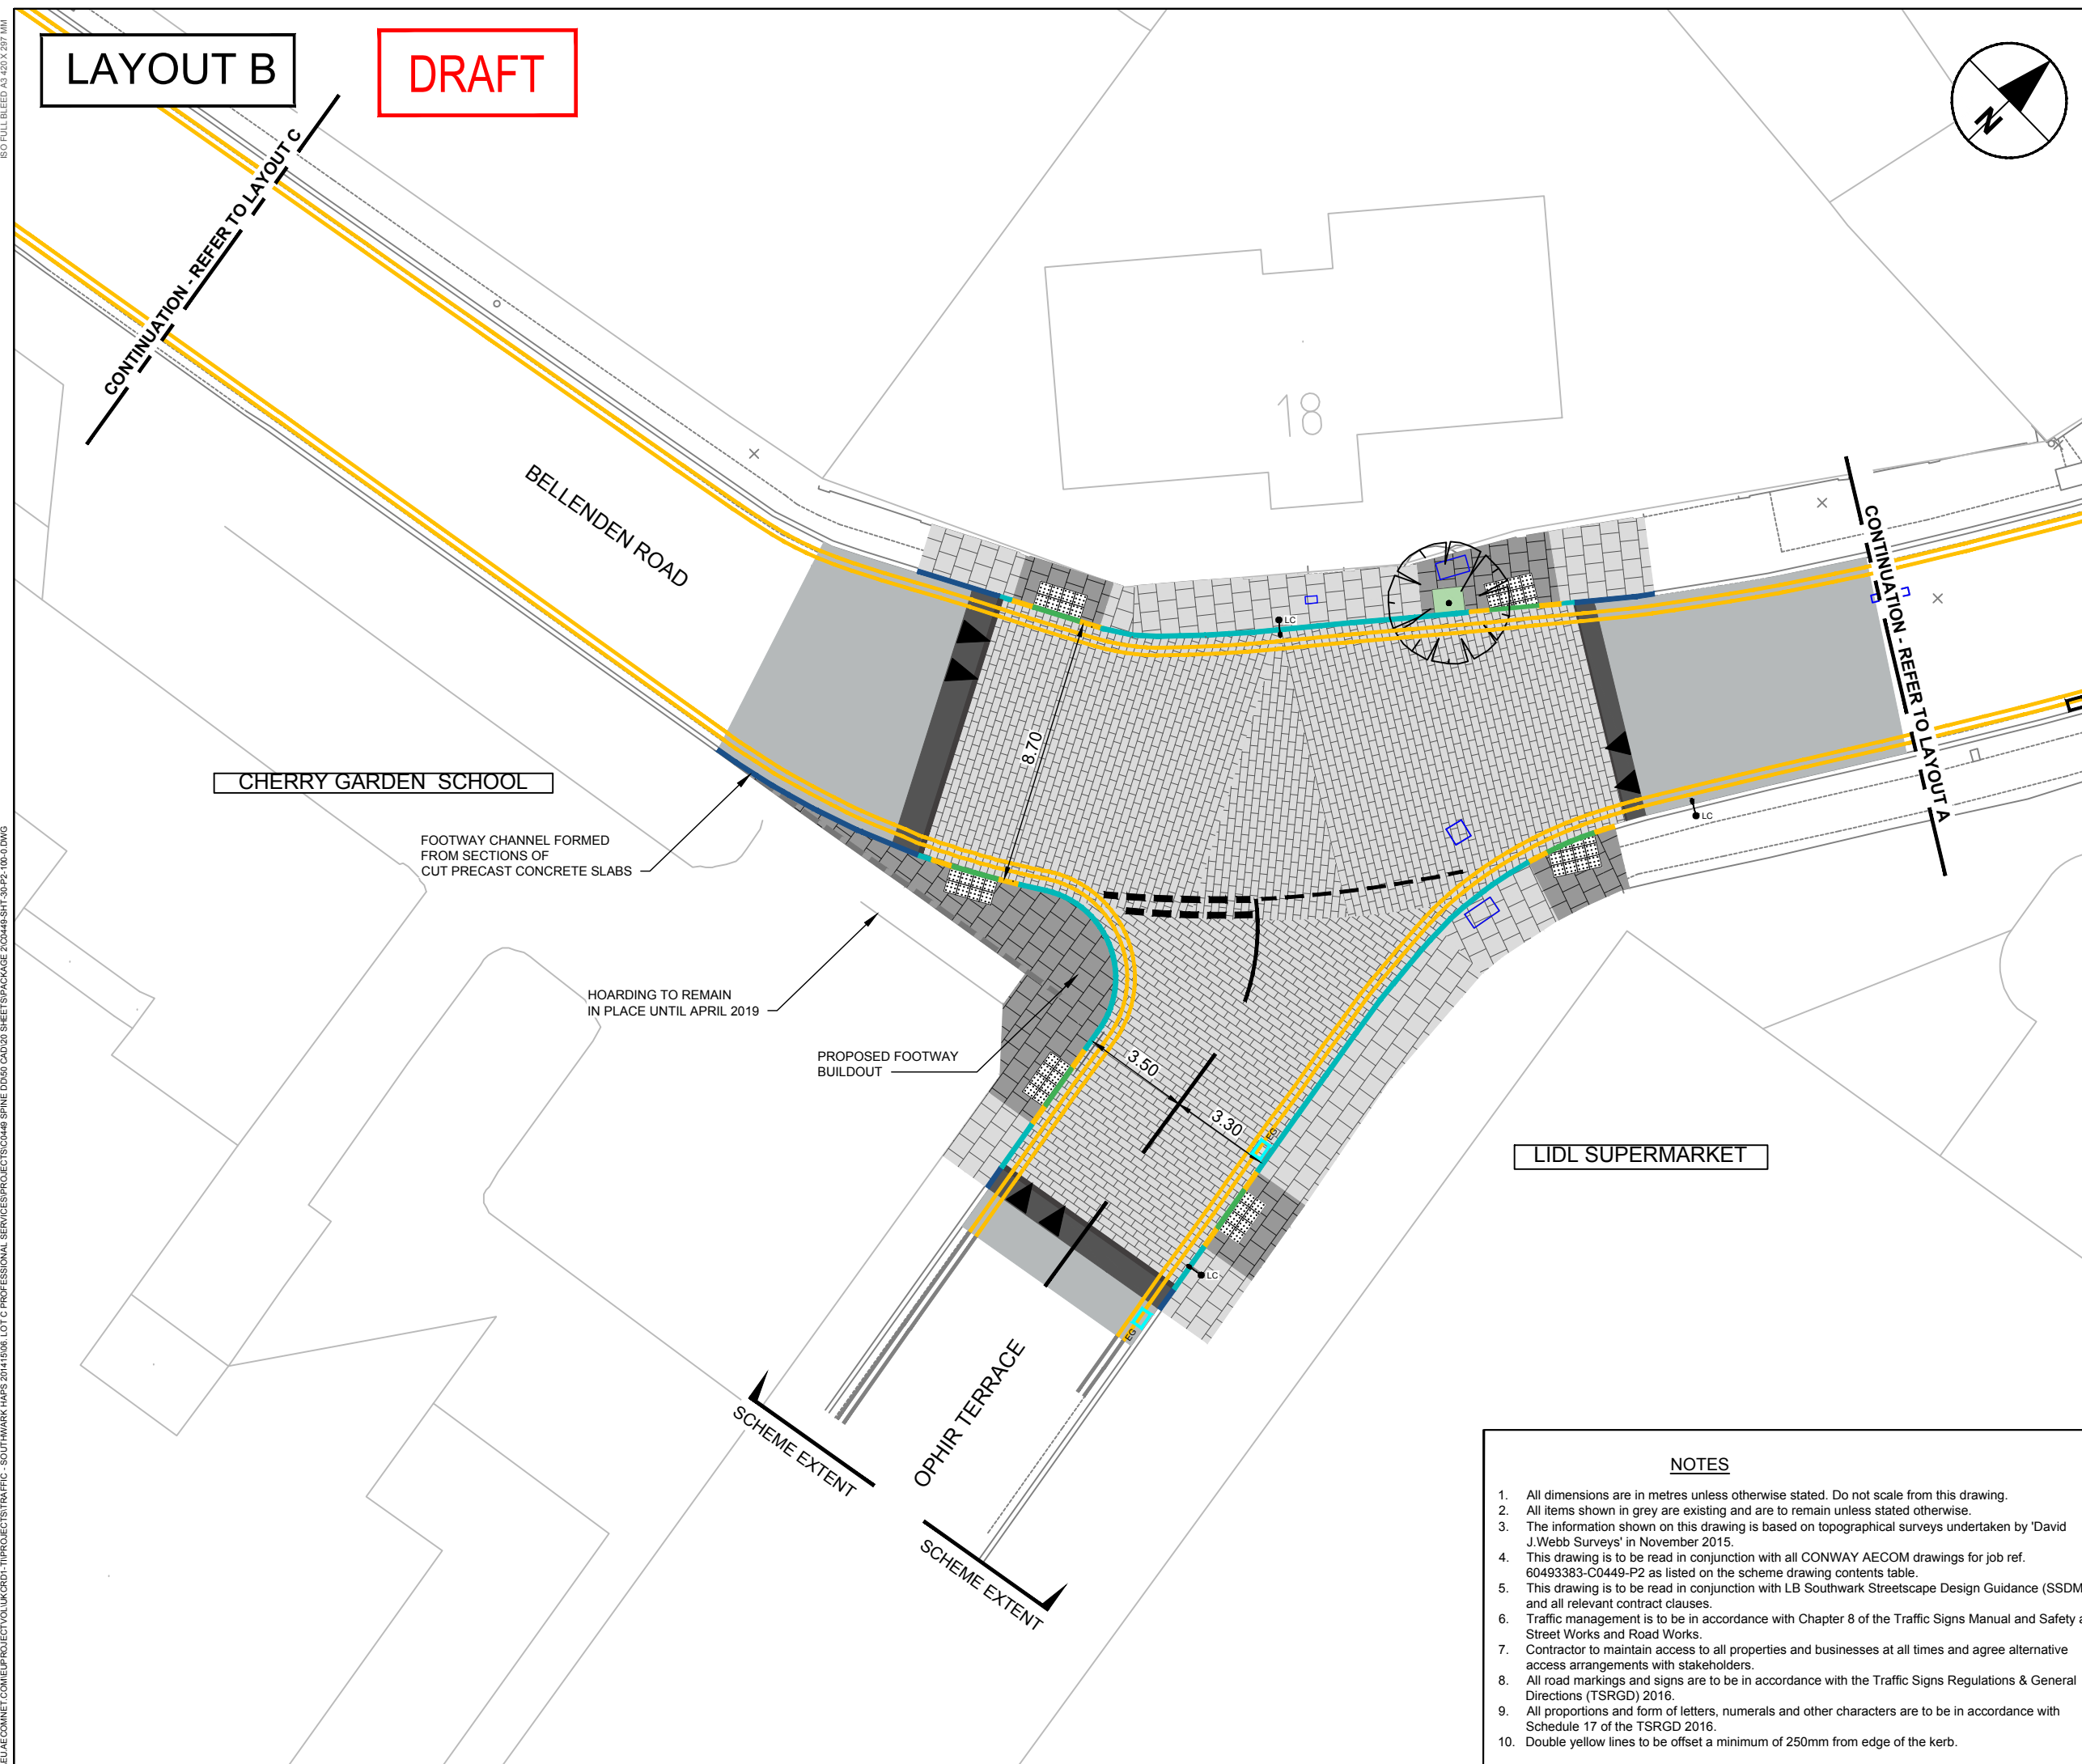 ISO FULL BLEED A3 420 X 297 MM
LAYOUT B
DRAFT
N
CONTINUATION - REFER TO LAYOUT C
BELLENDEN ROAD
18
CONTINUATION - REFER TO LAYOUT A
LC
8.70
LC
CHERRY GARDEN SCHOOL
FOOTWAY CHANNEL FORMED
FROM SECTIONS OF
CUT PRECAST CONCRETE SLABS
HOARDING TO REMAIN
IN PLACE UNTIL APRIL 2019
PROPOSED FOOTWAY
BUILDOUT
3.50
3.30
EG
LIDL SUPERMARKET
LC
EG
OPHIR TERRACE
SCHEME EXTENT
SCHEME EXTENT
NOTES
1. All dimensions are in metres unless otherwise stated. Do not scale from this drawing.
2. All items shown in grey are existing and are to remain unless stated otherwise.
3. The information shown on this drawing is based on topographical surveys undertaken by 'David
J.Webb Surveys' in November 2015.
4. This drawing is to be read in conjunction with all CONWAY AECOM drawings for job ref.
60493383-C0449-P2 as listed on the scheme drawing contents table.
5. This drawing is to be read in conjunction with LB Southwark Streetscape Design Guidance (SSDM
and all relevant contract clauses.
6. Traffic management is to be in accordance with Chapter 8 of the Traffic Signs Manual and Safety a
Street Works and Road Works.
7. Contractor to maintain access to all properties and businesses at all times and agree alternative
access arrangements with stakeholders.
8. All road markings and signs are to be in accordance with the Traffic Signs Regulations & General
Directions (TSRGD) 2016.
9. All proportions and form of letters, numerals and other characters are to be in accordance with
Schedule 17 of the TSRGD 2016.
10. Double yellow lines to be offset a minimum of 250mm from edge of the kerb.